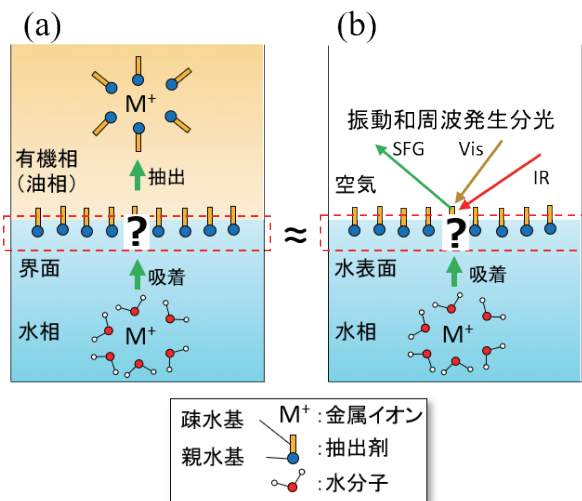 (a)
M⁺
有機相
(油相)
抽出
?
界面
吸着
水相
M⁺
≈
(b)
振動和周波発生分光
SFG
Vis
IR
空気
?
水表面
吸着
水相
M⁺
疎水基
親水基
M⁺:金属イオン
:抽出剤
:水分子